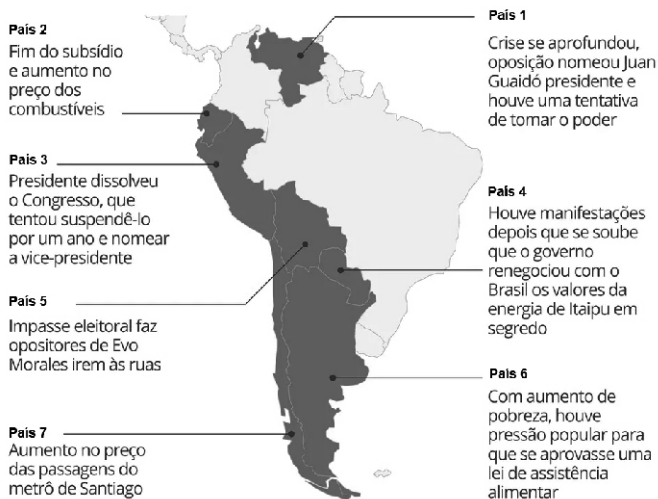 País 2
Fim do subsídio
e aumento no
preço dos
combustíveis
País 3
Presidente dissolveu
o Congresso, que
tentou suspendê-lo
por um ano e nomear
a vice-presidente
País 5
Impasse eleitoral faz
opositores de Evo
Morales irem às ruas
País 7
Aumento no preço
das passagens do
metrô de Santiago
País 1
Crise se aprofundou,
oposição nomeou Juan
Guaidó presidente e
houve uma tentativa
de tomar o poder
País 4
Houve manifestações
depois que se soube
que o governo
renegociou com o
Brasil os valores da
energia de Itaipu em
segredo
País 6
Com aumento de
pobreza, houve
pressão popular para
que se aprovasse uma
lei de assistência
alimentar